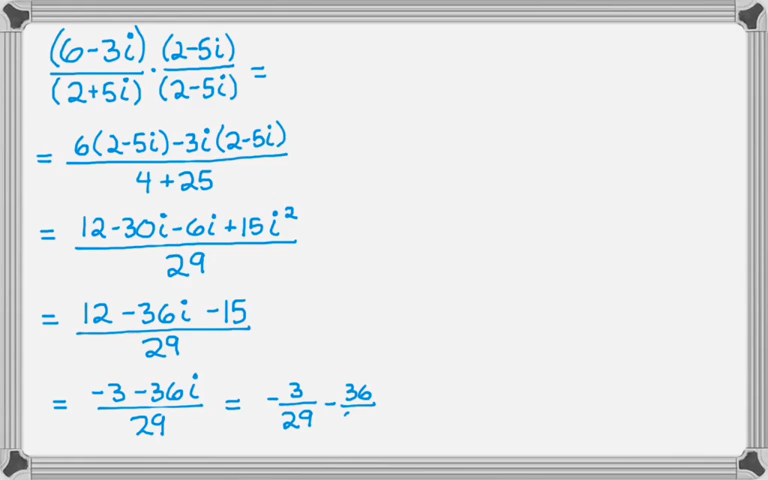 (6-3i)/(2+5i) · (2-5i)/(2-5i) =
= 6(2-5i)-3i(2-5i)/4+25
= 12-30i-6i+15i²/29
= 12-36i-15/29
= -3-36i/29 = -3/29 - 36/